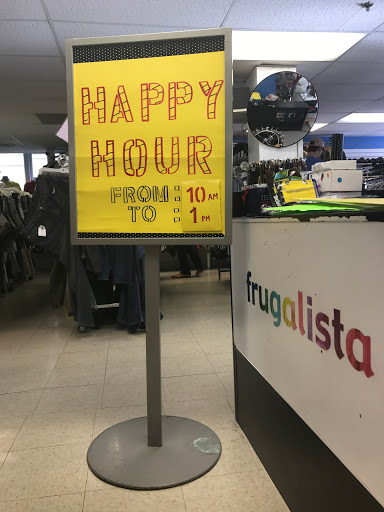 HAPPY
HOUR
FROM: 10 AM
TO: 1 PM
frugalista